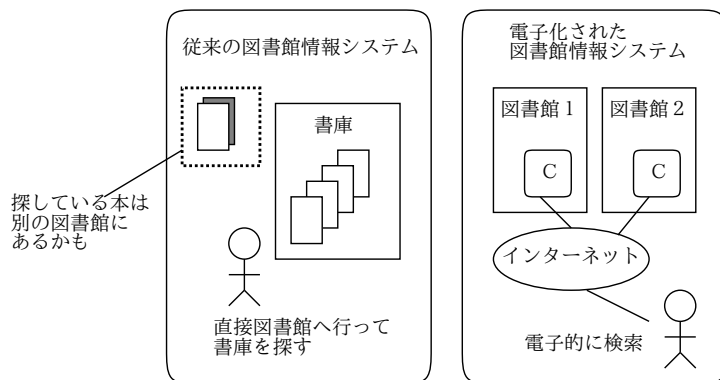 従来の図書館情報システム
書庫
探している本は
別の図書館に
あるかも
直接図書館へ行って
書庫を探す
電子化された
図書館情報システム
図書館1
図書館2
C
C
インターネット
電子的に検索